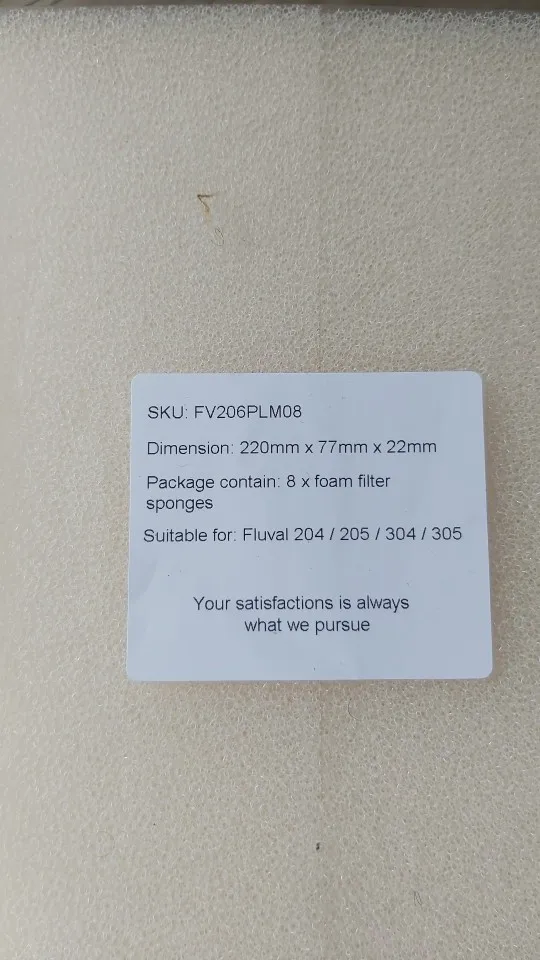 SKU: FV206PLM08
Dimension: 220mm x 77mm x 22mm
Package contain: 8 x foam filter
sponges
Suitable for: Fluval 204 / 205 / 304 / 305
Your satisfactions is always
what we pursue